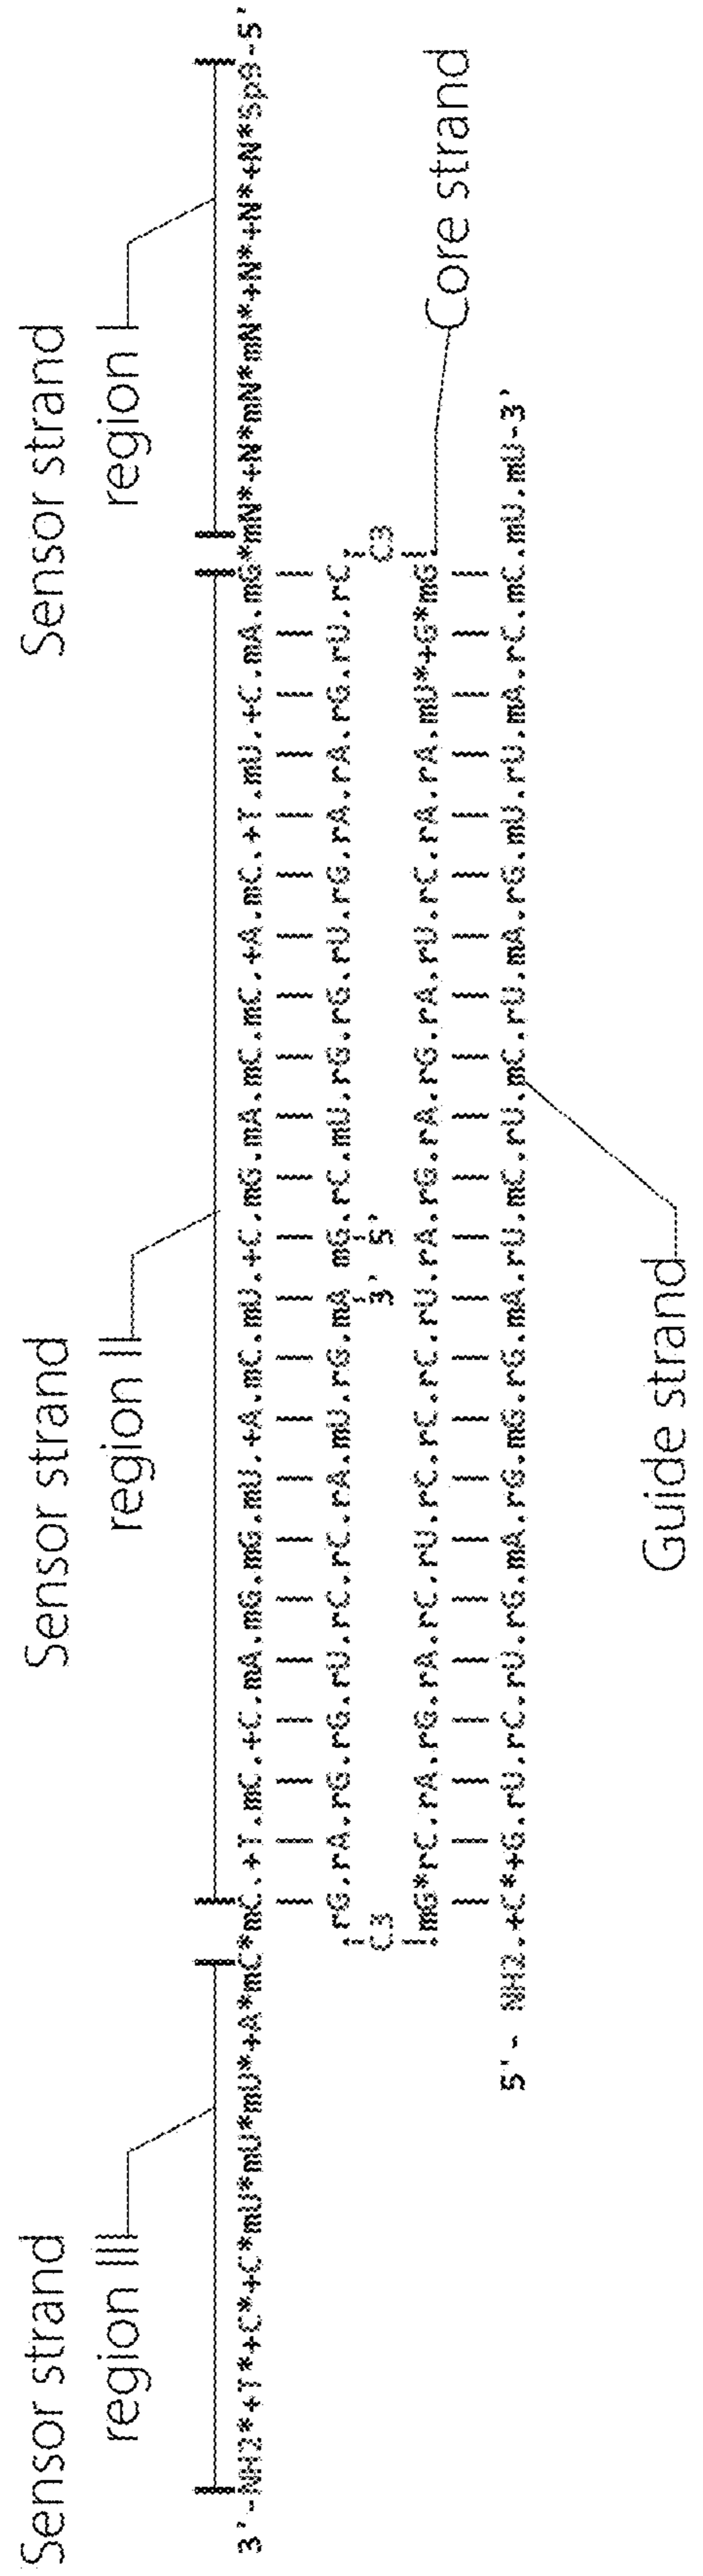 Sensor strand
region III
Sensor strand
region II
Sensor strand
region I
3'-NH2*+T*+C*+C*mU*mU*mU*+A*mC*mC.+T.mC.+C.mA.mG.mG.mU.+A.mC.mU.+C.mG.mA.mC.mC.+A.mC.+T.mU.+C.mA.mG*mN*+N*mN*mN*+N*+N*+N*Sp9-5'
rG.rA.rG.rG.rU.rC.rC.rA.mU.rG.mA mG.rC.mU.rG.rG.rU.rG.rA.rA.rG.rU.rC
C3 3' 5' C3
mG*rC.rA.rG.rA.rC.rU.rC.rC.rC.rU.rA.rG.rA.rG.rA.rU.rC.rA.rA.mU*+G*mG
Core strand
5'- NH2.+C*+G.rU.rC.rU.rG.mA.rG.mG.rG.mA.rU.mC.rU.mC.rU.mA.rG.mU.rU.mA.rC.mC.mU.mU-3'
Guide strand